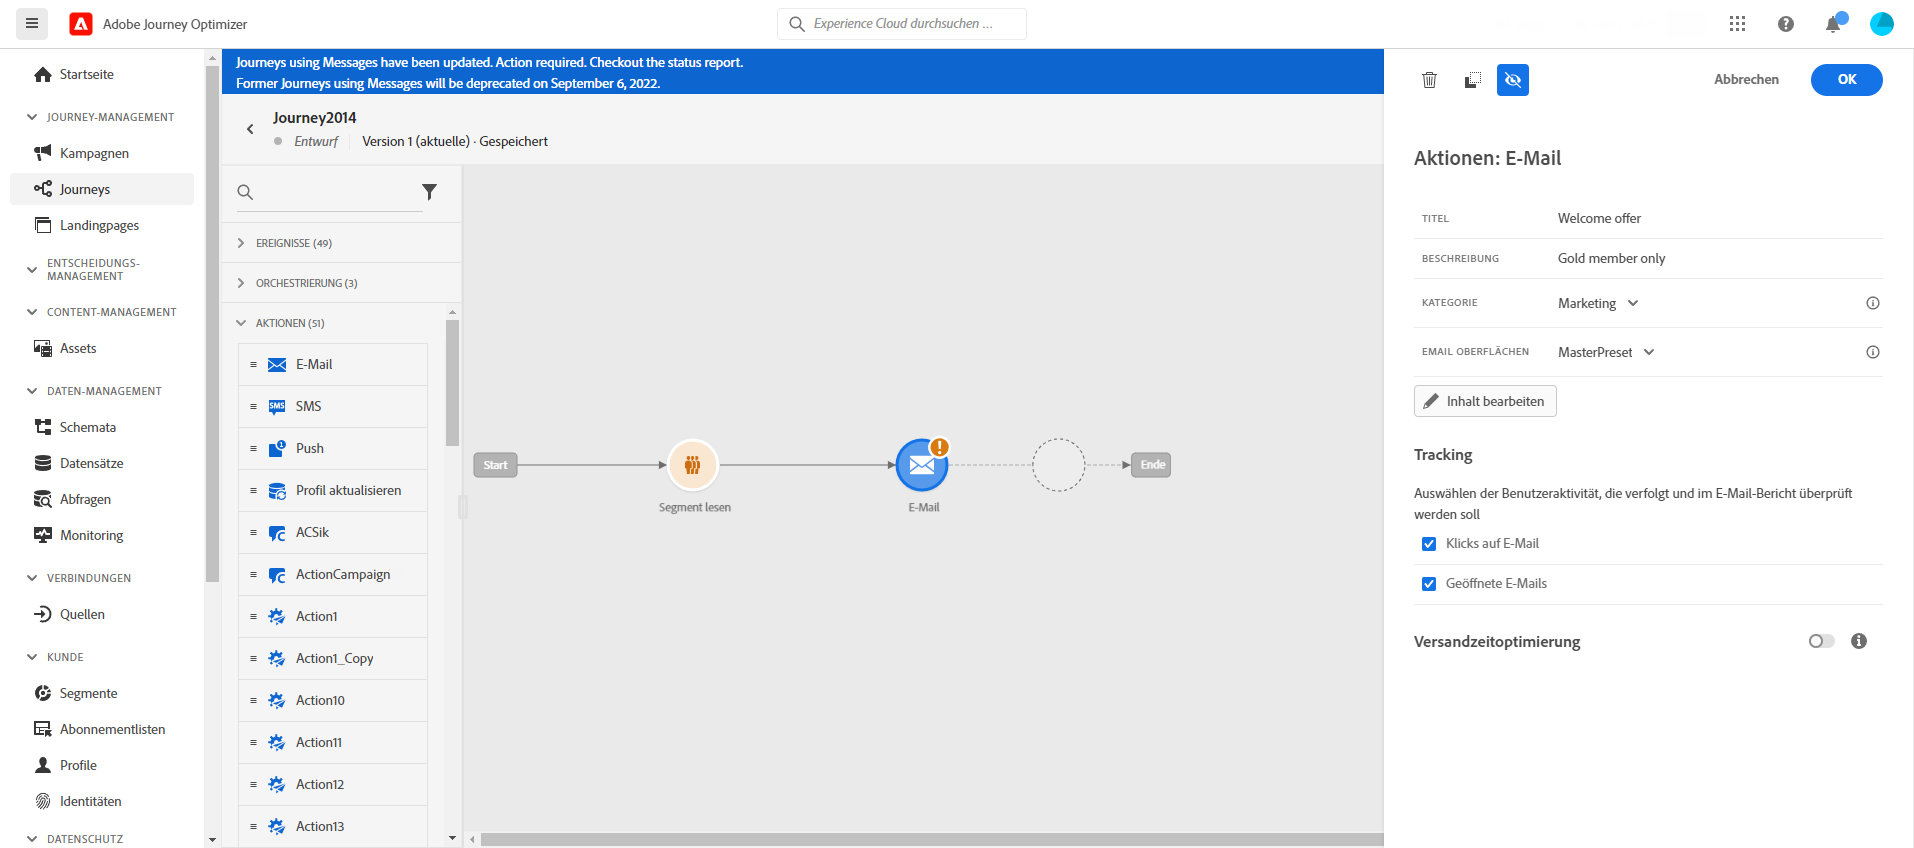 Adobe Journey Optimizer
Experience Cloud durchsuchen ...
Startseite
JOURNEY-MANAGEMENT
Kampagnen
Journeys
Landingpages
ENTSCHEIDUNGS-
MANAGEMENT
CONTENT-MANAGEMENT
Assets
DATEN-MANAGEMENT
Schemata
Datensätze
Abfragen
Monitoring
VERBINDUNGEN
Quellen
KUNDE
Segmente
Abonnementlisten
Profile
Identitäten
DATENSCHUTZ
Journeys using Messages have been updated. Action required. Checkout the status report.
Former Journeys using Messages will be deprecated on September 6, 2022.
Journey2014
Entwurf
Version 1 (aktuelle) · Gespeichert
EREIGNISSE (49)
ORCHESTRIERUNG (3)
AKTIONEN (51)
E-Mail
SMS
SMS
Push
Profil aktualisieren
ACSik
ActionCampaign
Action1
Action1_Copy
Action10
Action11
Action12
Action13
Start
Segment lesen
E-Mail
Ende
Abbrechen
OK
Aktionen: E-Mail
TITEL
Welcome offer
BESCHREIBUNG
Gold member only
KATEGORIE
Marketing
EMAIL OBERFLÄCHEN
MasterPreset
Inhalt bearbeiten
Tracking
Auswählen der Benutzeraktivität, die verfolgt und im E-Mail-Bericht überprüft
werden soll
Klicks auf E-Mail
Geöffnete E-Mails
Versandzeitoptimierung